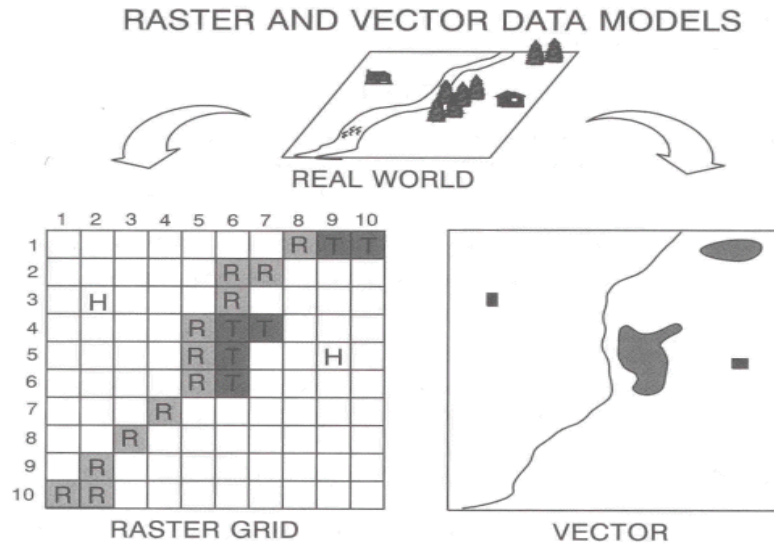 RASTER AND VECTOR DATA MODELS
REAL WORLD
1 2 3 4 5 6 7 8 9 10
1 R T T
2 R R
3 H R
4 R T T
5 R T H
6 R T
7 R
8 R
9 R
10 R R
RASTER GRID
VECTOR